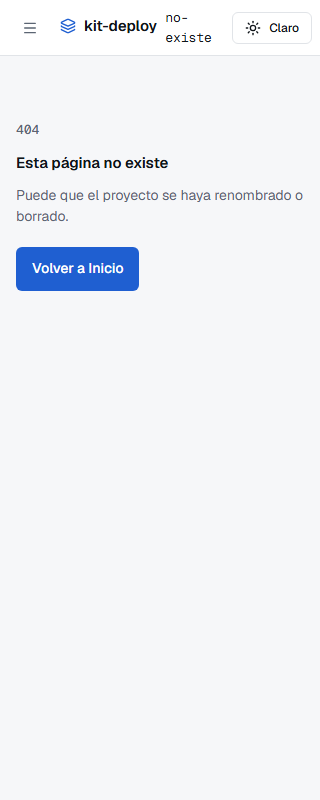 kit-deploy
no-
existe
Claro
404
Esta página no existe
Puede que el proyecto se haya renombrado o
borrado.
Volver a Inicio